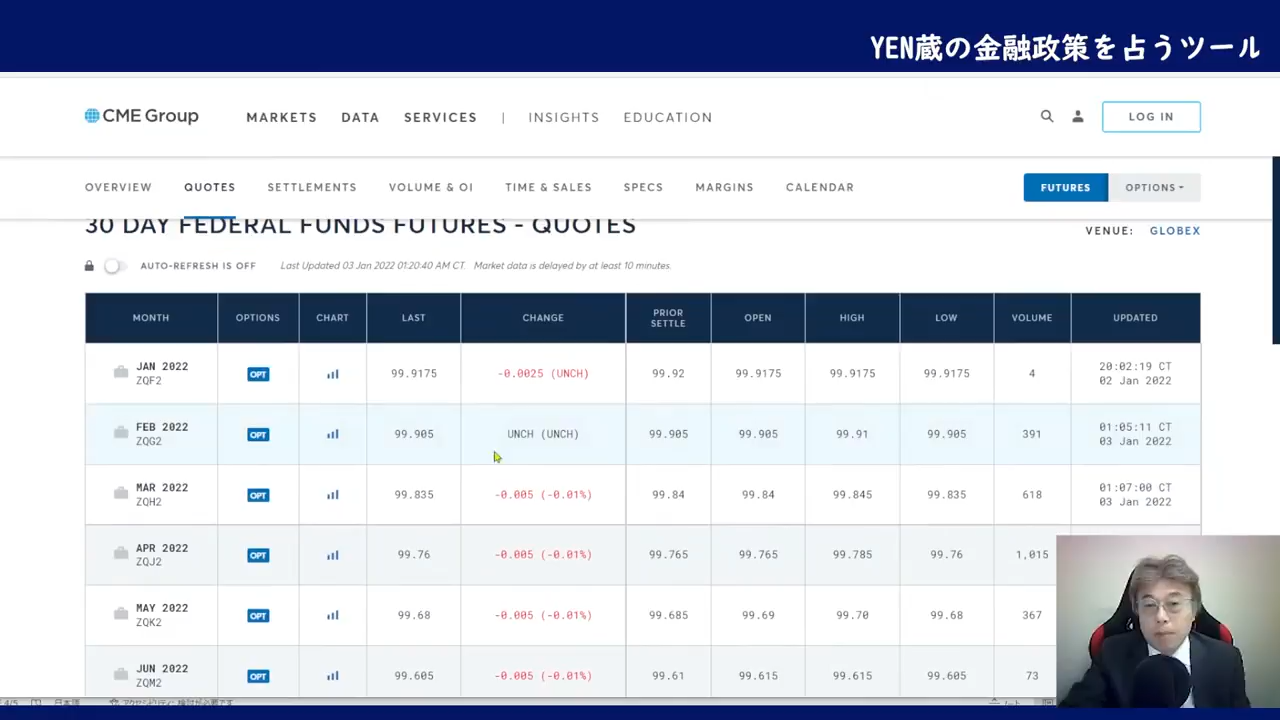 YEN蔵の金融政策を占うツール
CME Group MARKETS DATA SERVICES | INSIGHTS EDUCATION LOG IN
OVERVIEW QUOTES SETTLEMENTS VOLUME & OI TIME & SALES SPECS MARGINS CALENDAR FUTURES OPTIONS
30 DAY FEDERAL FUNDS FUTURES - QUOTES
VENUE: GLOBEX
AUTO-REFRESH IS OFF Last Updated 03 Jan 2022 01:20:40 AM CT. Market data is delayed by at least 10 minutes.
MONTH OPTIONS CHART LAST CHANGE PRIOR SETTLE OPEN HIGH LOW VOLUME UPDATED
JAN 2022 ZQF2 OPT 99.9175 -0.0025 (UNCH) 99.92 99.9175 99.9175 99.9175 4 20:02:19 CT 02 Jan 2022
FEB 2022 ZQG2 OPT 99.905 UNCH (UNCH) 99.905 99.905 99.91 99.905 391 01:05:11 CT 03 Jan 2022
MAR 2022 ZQH2 OPT 99.835 -0.005 (-0.01%) 99.84 99.84 99.845 99.835 618 01:07:00 CT 03 Jan 2022
APR 2022 ZQJ2 OPT 99.76 -0.005 (-0.01%) 99.765 99.765 99.785 99.76 1,015
MAY 2022 ZQK2 OPT 99.68 -0.005 (-0.01%) 99.685 99.69 99.70 99.68 367
JUN 2022 ZQM2 OPT 99.605 -0.005 (-0.01%) 99.61 99.615 99.615 99.605 73